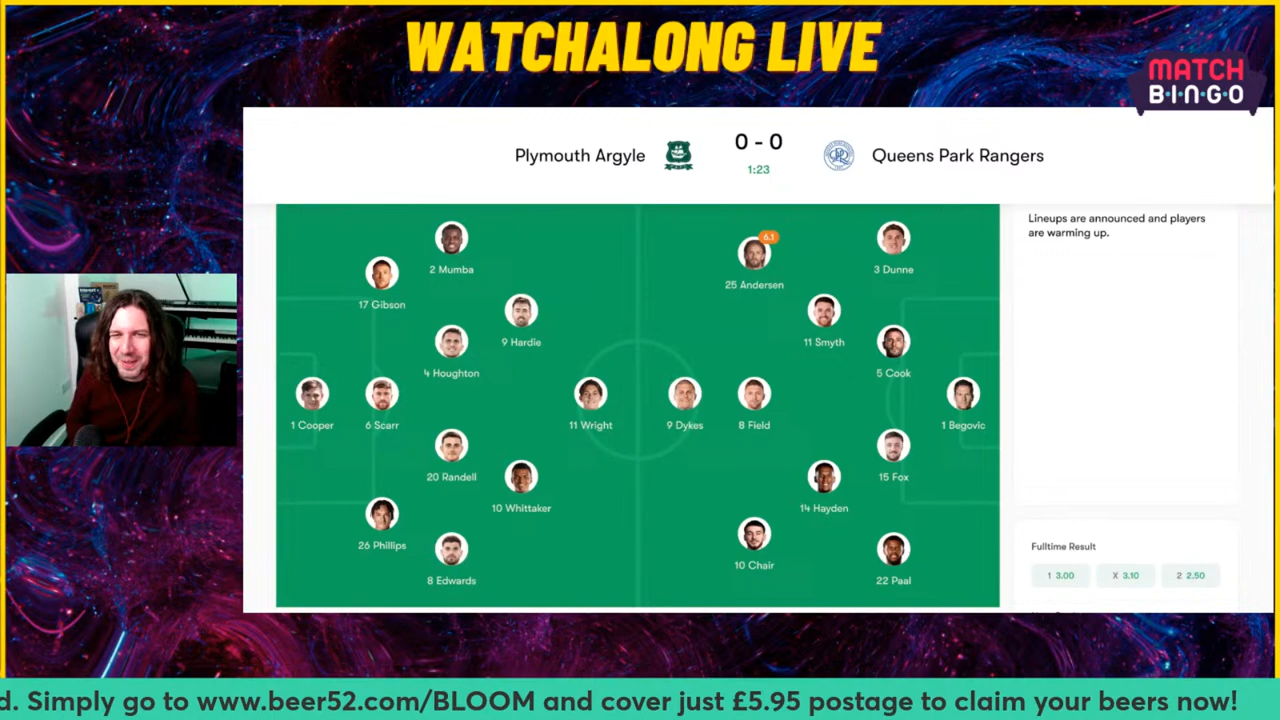 WATCHALONG LIVE
MATCH
B·I·N·G·O
Plymouth Argyle
0 - 0
1:23
Queens Park Rangers
Lineups are announced and players
are warming up.
2 Mumba
17 Gibson
9 Hardie
4 Houghton
1 Cooper
6 Scarr
11 Wright
20 Randell
10 Whittaker
26 Phillips
8 Edwards
6.1
25 Andersen
3 Dunne
11 Smyth
5 Cook
9 Dykes
8 Field
1 Begovic
15 Fox
14 Hayden
10 Chair
22 Paal
Fulltime Result
1 3.00
X 3.10
2 2.50
d. Simply go to www.beer52.com/BLOOM and cover just £5.95 postage to claim your beers now!